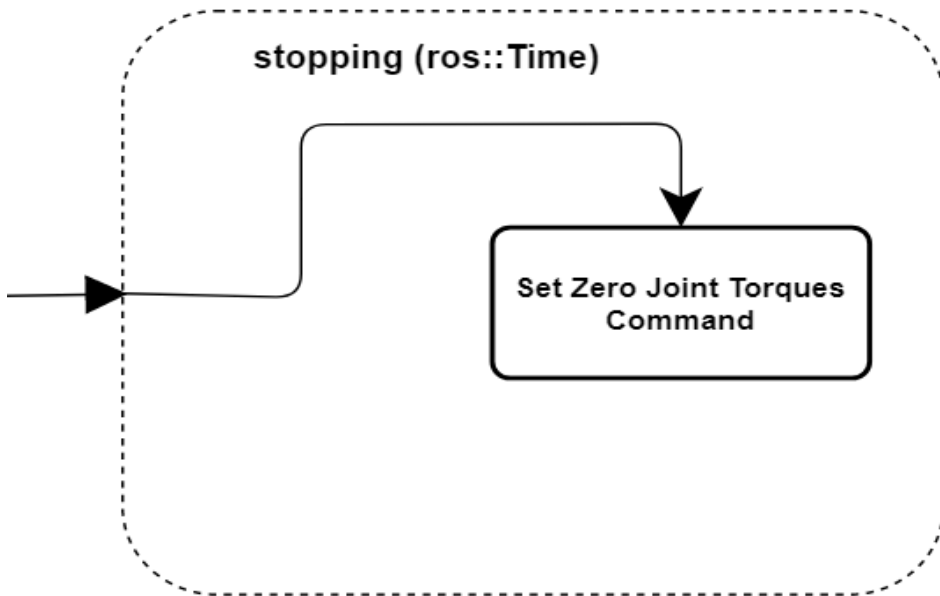 stopping (ros::Time)
Set Zero Joint Torques
Command